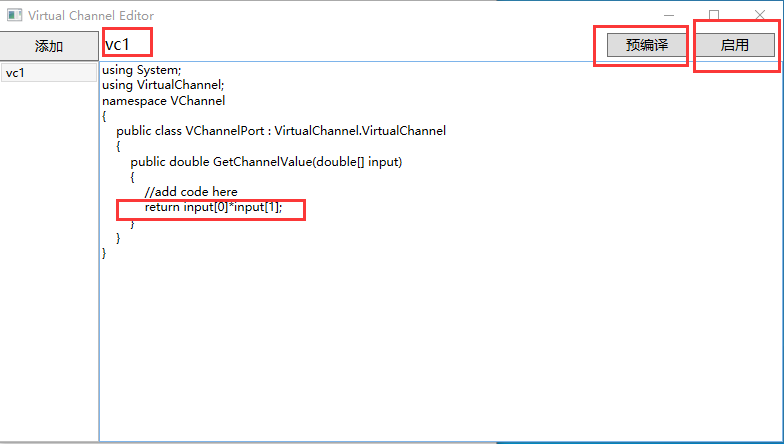 Virtual Channel Editor
添加
vc1
预编译
启用
vc1
using System;
using VirtualChannel;
namespace VChannel
{
public class VChannelPort : VirtualChannel.VirtualChannel
{
public double GetChannelValue(double[] input)
{
//add code here
return input[0]*input[1];
}
}
}